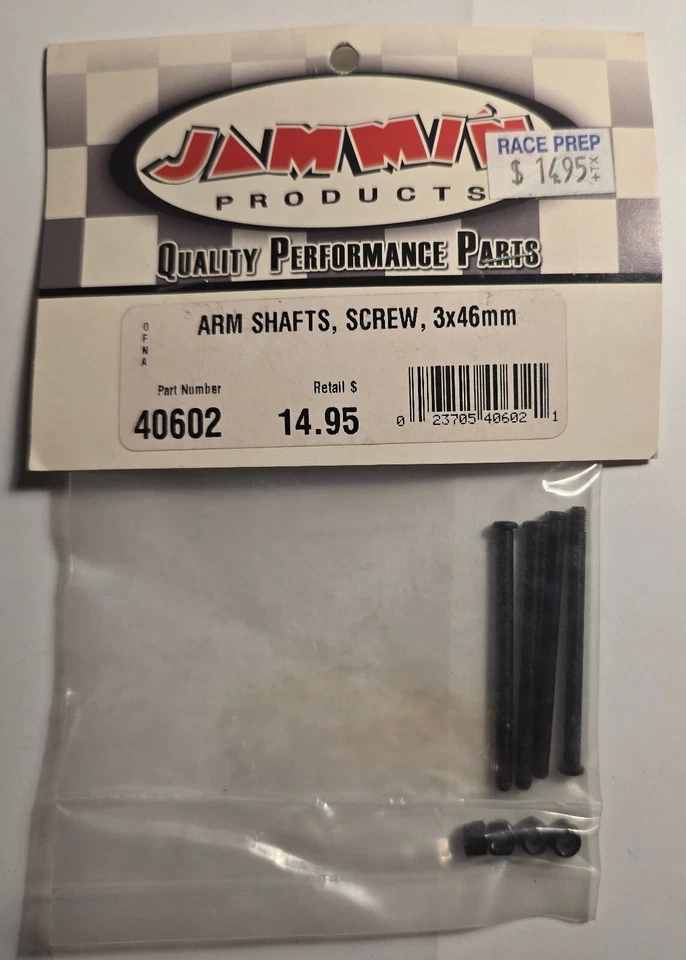 JAMMIN
PRODUCTS
RACE PREP
$ 14.95 +TX
QUALITY PERFORMANCE PARTS
OFNA
ARM SHAFTS, SCREW, 3x46mm
Part Number
Retail $
40602
14.95
0 23705 40602 1